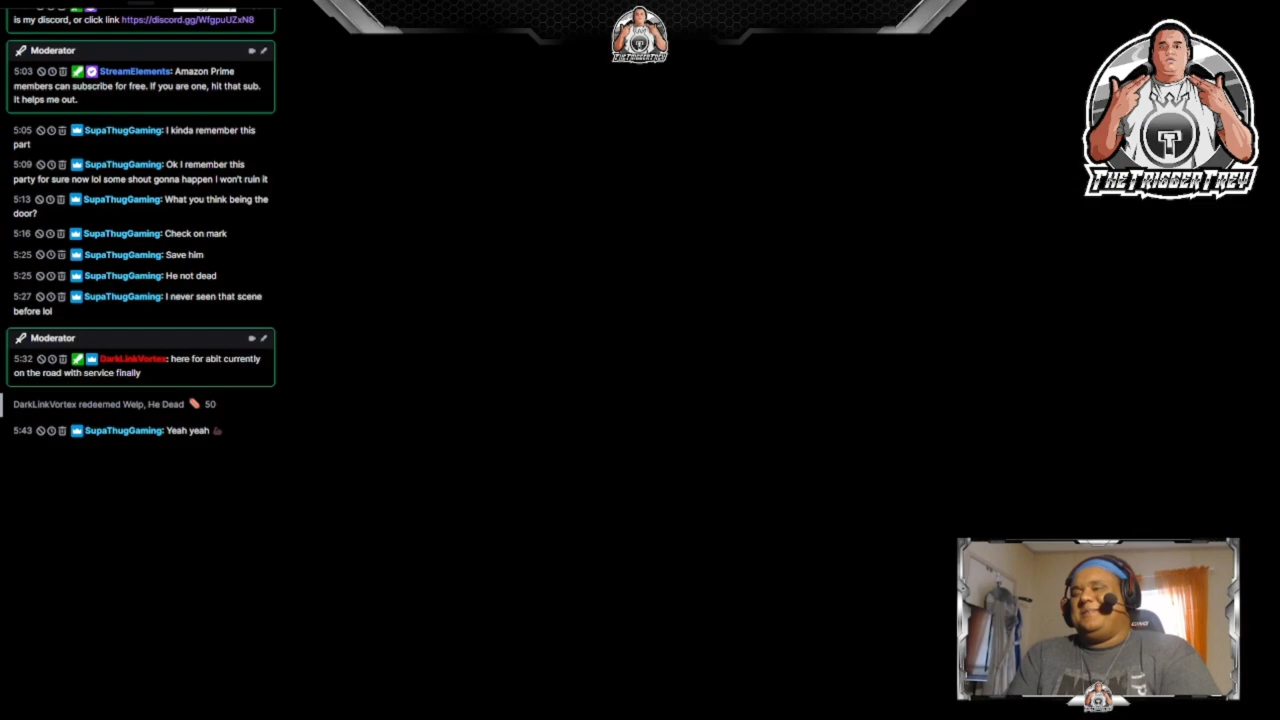 is my discord, or click link https://discord.gg/WfgpuUZxN8
Moderator
5:03 StreamElements: Amazon Prime
members can subscribe for free. If you are one, hit that sub.
It helps me out.
5:05 SupaThugGaming: I kinda remember this
part
5:09 SupaThugGaming: Ok I remember this
party for sure now lol some shout gonna happen I won't ruin it
5:13 SupaThugGaming: What you think being the
door?
5:16 SupaThugGaming: Check on mark
5:25 SupaThugGaming: Save him
5:25 SupaThugGaming: He not dead
5:27 SupaThugGaming: I never seen that scene
before lol
Moderator
5:32 DarkLinkVortex: here for abit currently
on the road with service finally
DarkLinkVortex redeemed Welp, He Dead 50
5:43 SupaThugGaming: Yeah yeah
THETRIGGERTREY
T
THETRIGGERTREY